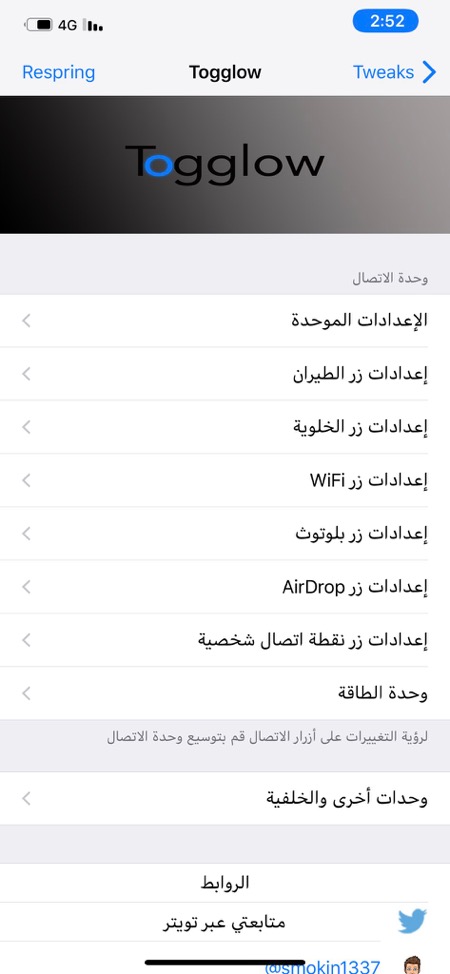 4G
2:52
Respring
Togglow
Tweaks
Togglow
وحدة الاتصال
الإعدادات الموحدة
إعدادات زر الطيران
إعدادات زر الخلوية
إعدادات زر WiFi
إعدادات زر بلوتوث
إعدادات زر AirDrop
إعدادات زر نقطة اتصال شخصية
وحدة الطاقة
لرؤية التغييرات على أزرار الاتصال قم بتوسيع وحدة الاتصال
وحدات أخرى والخلفية
الروابط
متابعتي عبر تويتر
@smokin1337